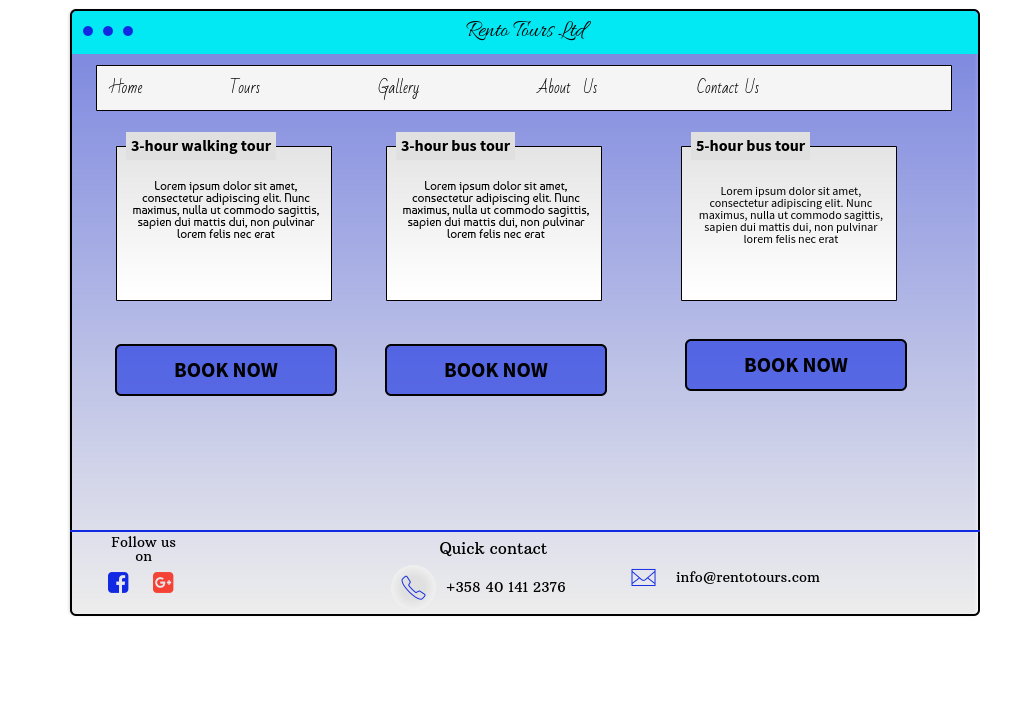 Rento Tours Ltd
Home Tours Gallery About Us Contact Us
3-hour walking tour
Lorem ipsum dolor sit amet,
consectetur adipiscing elit. Nunc
maximus, nulla ut commodo sagittis,
sapien dui mattis dui, non pulvinar
lorem felis nec erat
3-hour bus tour
Lorem ipsum dolor sit amet,
consectetur adipiscing elit. Nunc
maximus, nulla ut commodo sagittis,
sapien dui mattis dui, non pulvinar
lorem felis nec erat
5-hour bus tour
Lorem ipsum dolor sit amet,
consectetur adipiscing elit. Nunc
maximus, nulla ut commodo sagittis,
sapien dui mattis dui, non pulvinar
lorem felis nec erat
BOOK NOW
BOOK NOW
BOOK NOW
Follow us
on
Quick contact
+358 40 141 2376
info@rentotours.com